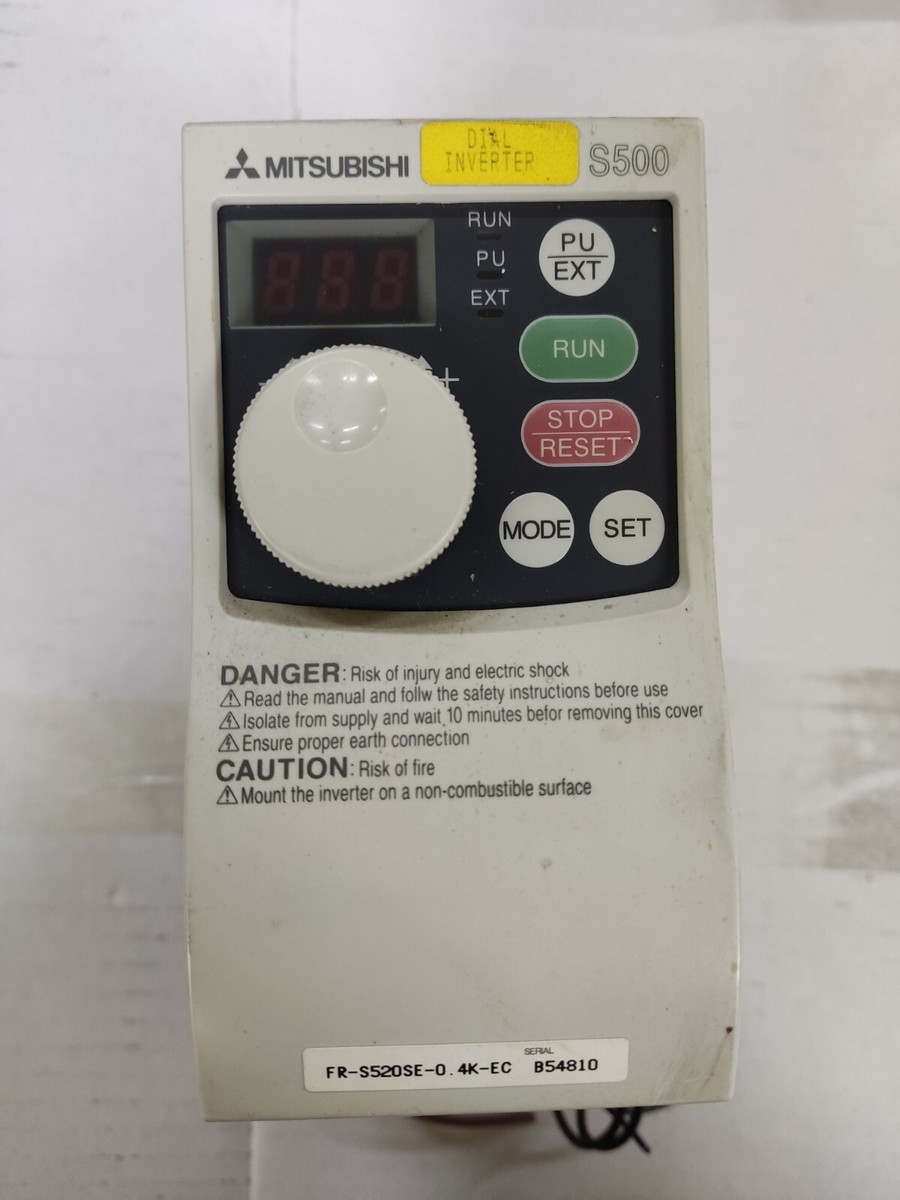 MITSUBISHI
DIAL
INVERTER
S500
RUN
PU
EXT
PU
EXT
RUN
STOP
RESET
MODE
SET
DANGER: Risk of injury and electric shock
Read the manual and follw the safety instructions before use
Isolate from supply and wait 10 minutes befor removing this cover
Ensure proper earth connection
CAUTION: Risk of fire
Mount the inverter on a non-combustible surface
SERIAL
FR-S520SE-0.4K-EC B54810